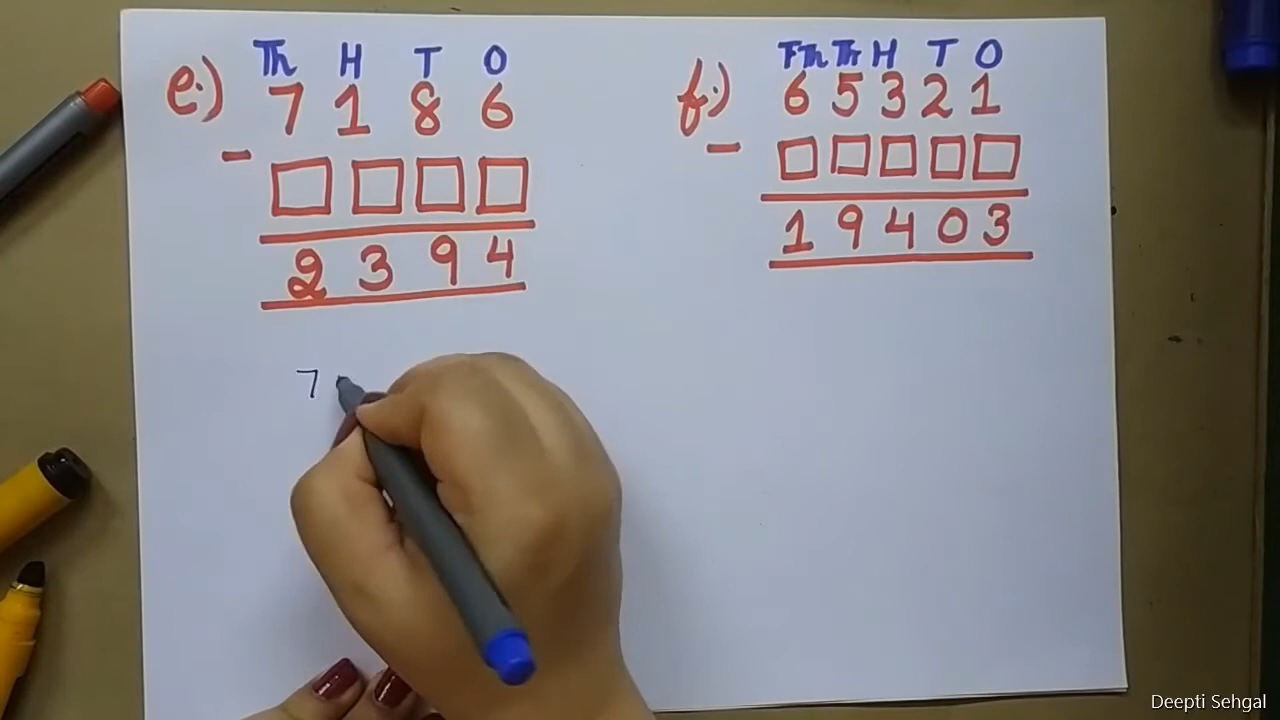 e.) Th H T O
7 1 8 6
- □ □ □ □
2 3 9 4
7
f.) TTh Th H T O
6 5 3 2 1
- □ □ □ □ □
1 9 4 0 3
Deepti Sehgal